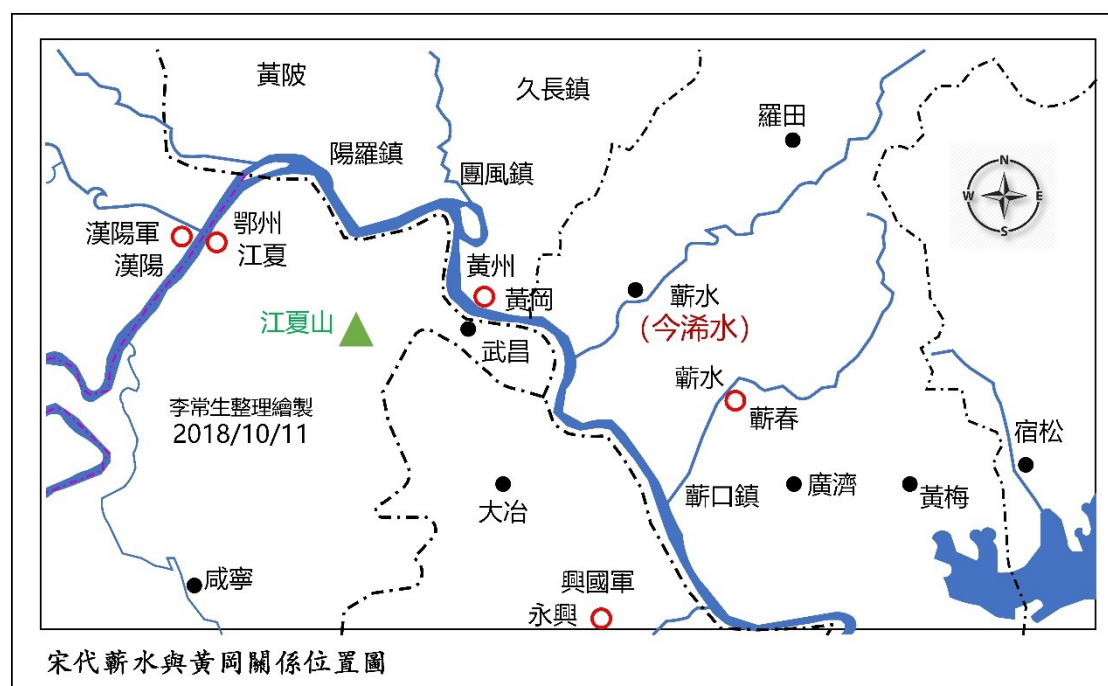 黃陂
久長鎮
羅田
陽羅鎮
團風鎮
N
W
E
S
漢陽軍
漢陽
鄂州
江夏
黃州
黃岡
蘄水
(今浠水)
江夏山
武昌
蘄水
蘄春
李常生整理繪製
2018/10/11
宿松
大冶
蘄口鎮
廣濟
黃梅
咸寧
興國軍
永興
宋代蘄水與黃岡關係位置圖